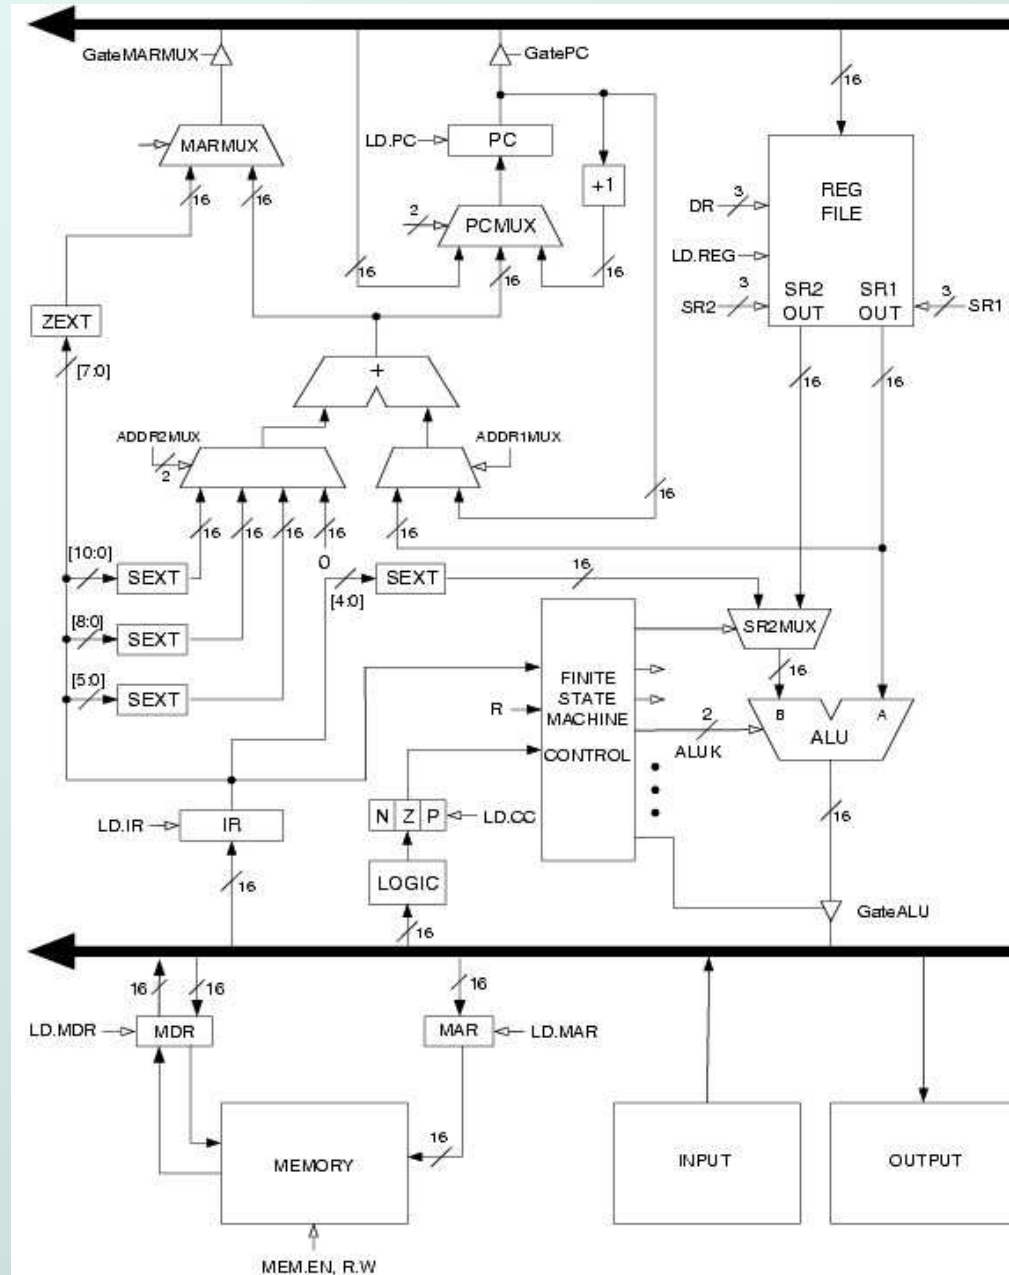 GateMARMUX
GatePC
16
MARMUX
LD.PC
PC
+1
REG
FILE
DR
3
16
16
2
PCMUX
LD.REG
16
16
16
SR2
3
SR2
OUT
SR1
OUT
3
SR1
ZEXT
[7:0]
+
16
16
ADDR2MUX
2
ADDR1MUX
16
16
16
16
16
16
0
[10:0]
SEXT
[4:0]
SEXT
16
[8:0]
SEXT
SR2MUX
[5:0]
SEXT
16
FINITE
STATE
MACHINE
CONTROL
R
2
ALUK
B
A
ALU
LD.IR
IR
N Z P
LD.CC
16
LOGIC
16
16
GateALU
16
16
16
LD.MDR
MDR
MAR
LD.MAR
16
MEMORY
INPUT
OUTPUT
MEM.EN, R.W